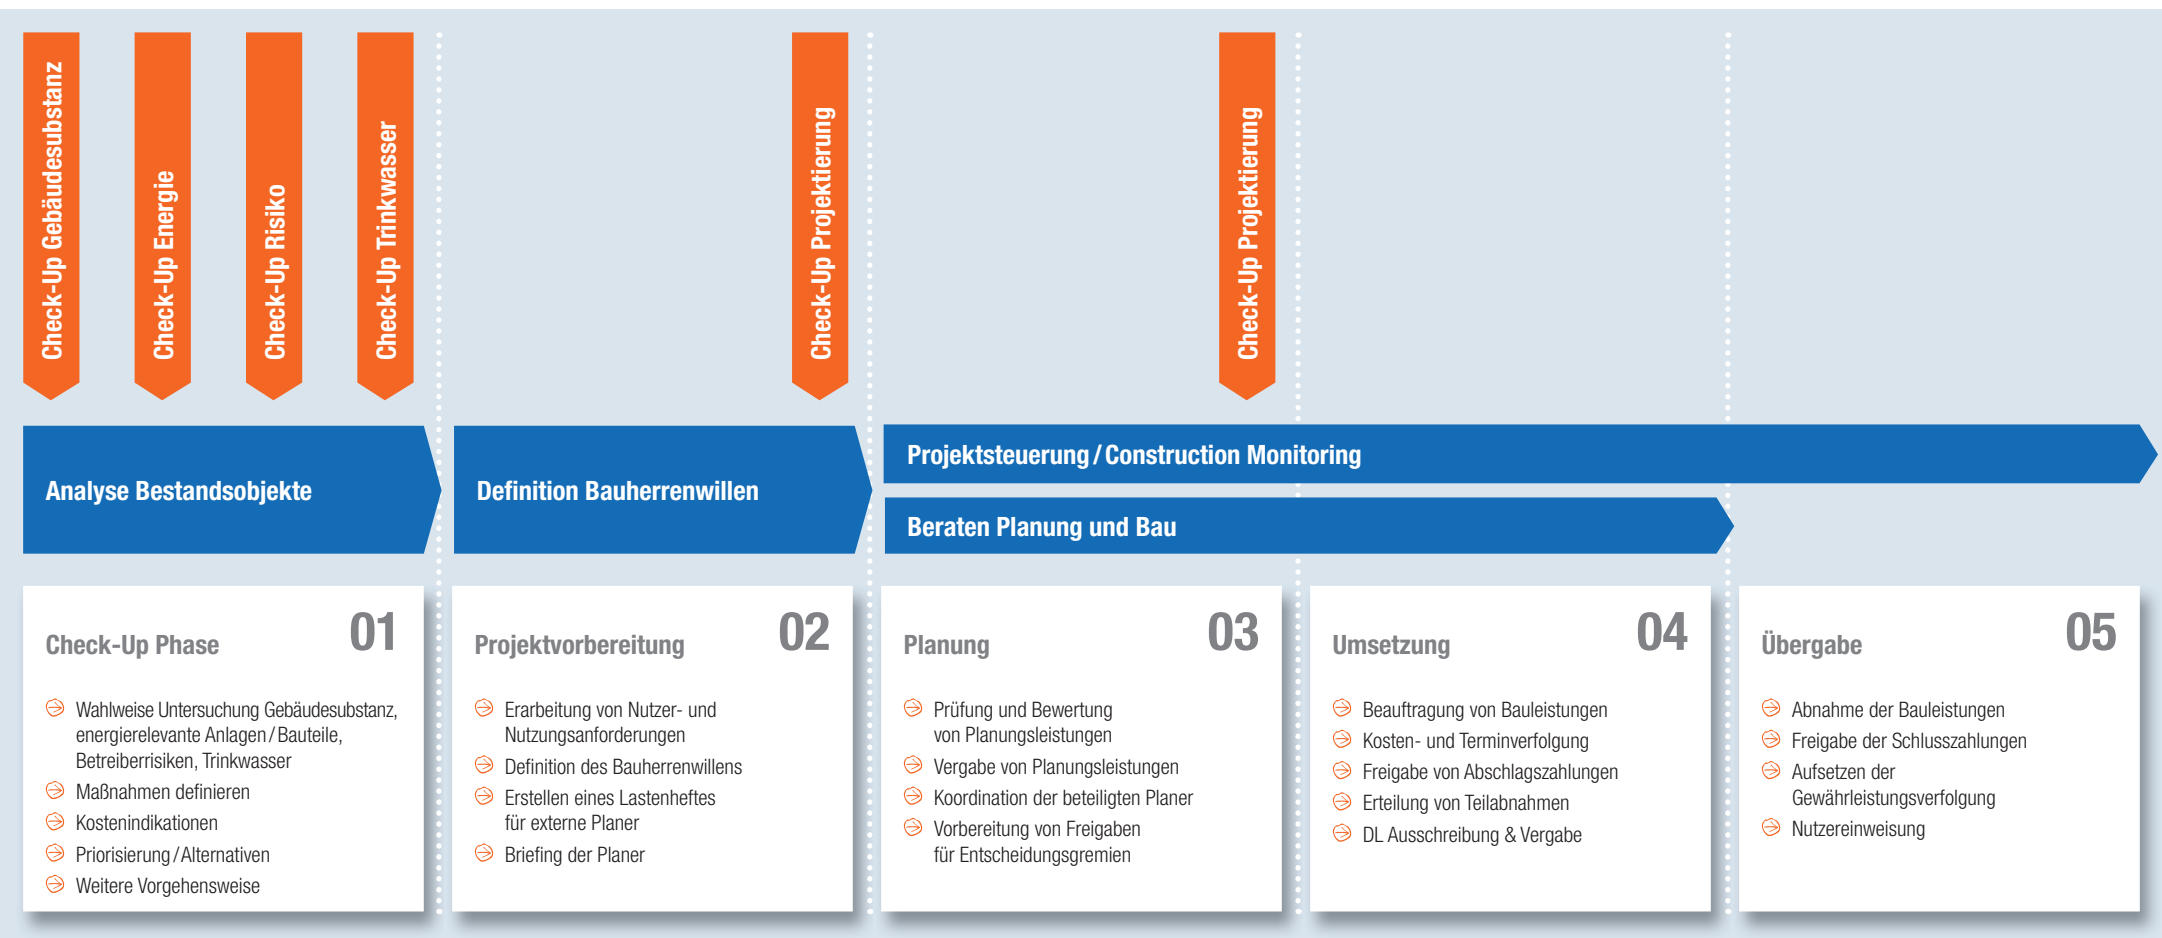 Check-Up Gebäudesubstanz
Check-Up Energie
Check-Up Risiko
Check-Up Trinkwasser
Check-Up Projektierung
Check-Up Projektierung
Analyse Bestandsobjekte
Definition Bauherrenwillen
Projektsteuerung / Construction Monitoring
Beraten Planung und Bau
Check-Up Phase 01
Wahlweise Untersuchung Gebäudesubstanz,
energierelevante Anlagen / Bauteile,
Betreiberrisiken, Trinkwasser
Maßnahmen definieren
Kostenindikationen
Priorisierung / Alternativen
Weitere Vorgehensweise
Projektvorbereitung 02
Erarbeitung von Nutzer- und
Nutzungsanforderungen
Definition des Bauherrenwillens
Erstellen eines Lastenheftes
für externe Planer
Briefing der Planer
Planung 03
Prüfung und Bewertung
von Planungsleistungen
Vergabe von Planungsleistungen
Koordination der beteiligten Planer
Vorbereitung von Freigaben
für Entscheidungsgremien
Umsetzung 04
Beauftragung von Bauleistungen
Kosten- und Terminverfolgung
Freigabe von Abschlagszahlungen
Erteilung von Teilabnahmen
DL Ausschreibung & Vergabe
Übergabe 05
Abnahme der Bauleistungen
Freigabe der Schlusszahlungen
Aufsetzen der
Gewährleistungsverfolgung
Nutzereinweisung